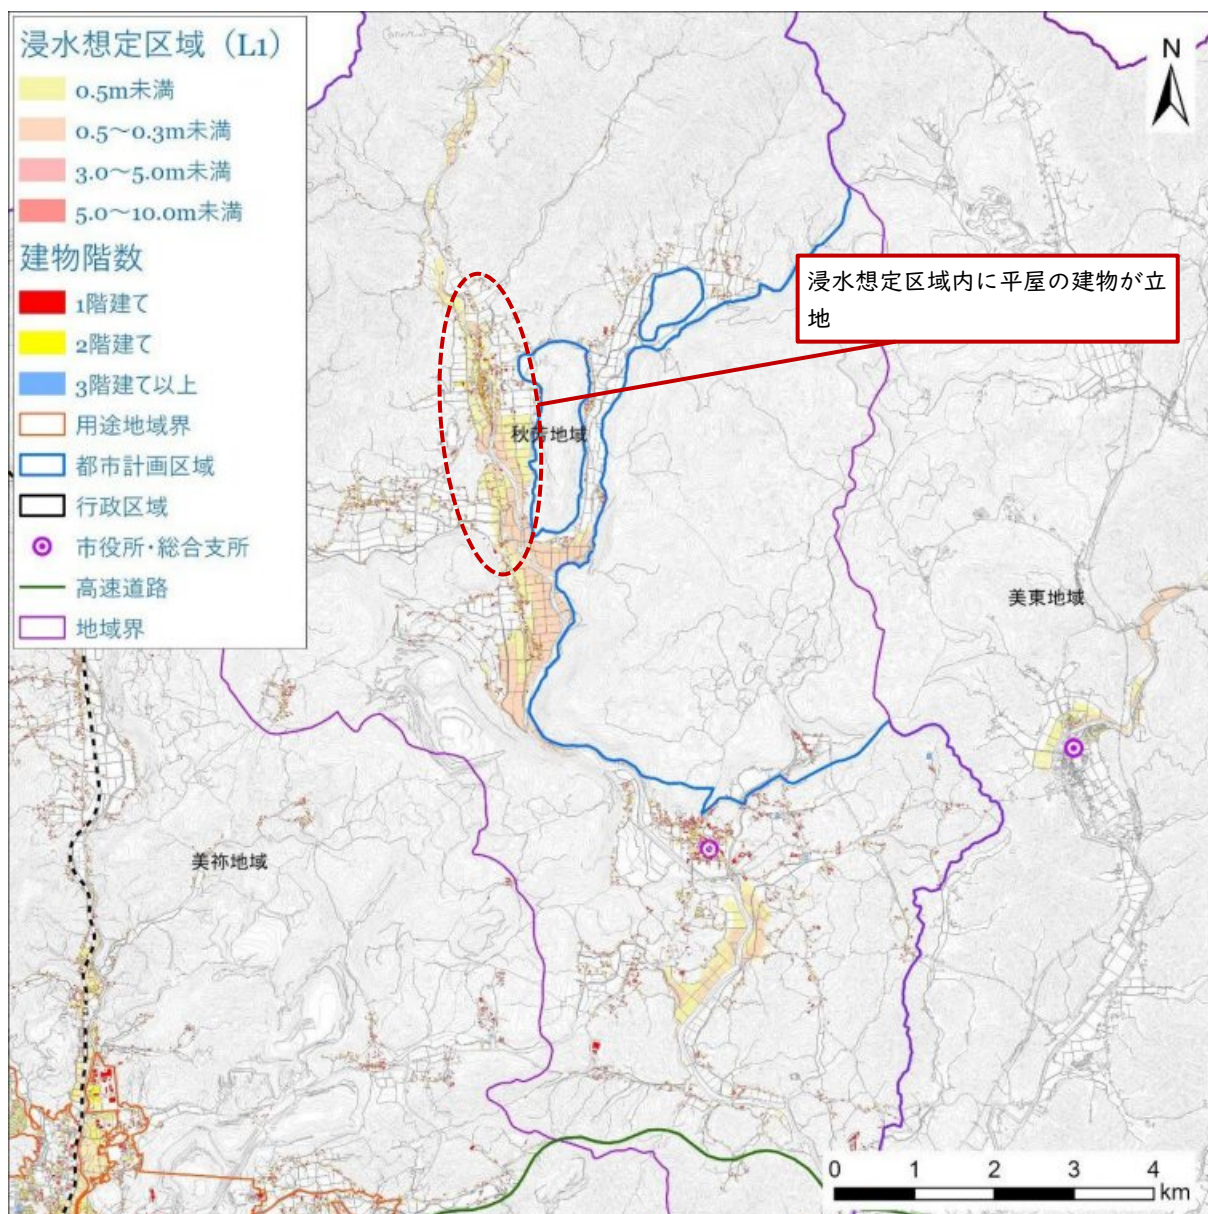 浸水想定区域（L1）
0.5m未満
0.5～0.3m未満
3.0～5.0m未満
5.0～10.0m未満
建物階数
1階建て
2階建て
3階建て以上
用途地域界
都市計画区域
行政区域
市役所・総合支所
高速道路
地域界
N
浸水想定区域内に平屋の建物が立
地
秋芳地域
美東地域
美祢地域
0 1 2 3 4
km